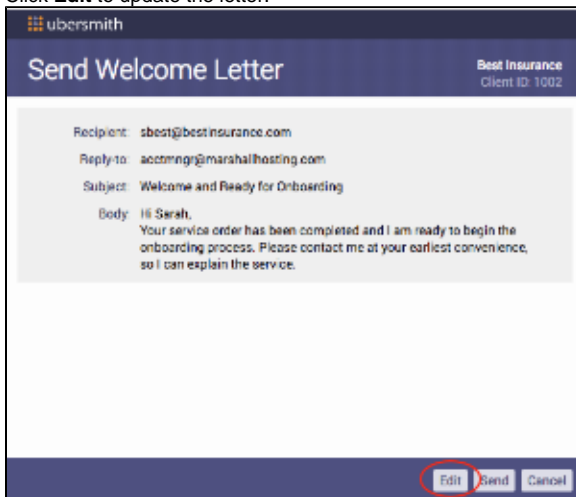 Click Edit to update the letter.
ubersmith
Send Welcome Letter
Best Insurance
Client ID: 1002
Recipient: sbest@bestinsurance.com
Reply-to: acctmngr@marshallhosting.com
Subject: Welcome and Ready for Onboarding
Body: Hi Sarah,
Your service order has been completed and I am ready to begin the
onboarding process. Please contact me at your earliest convenience,
so I can explain the service.
Edit Send Cancel